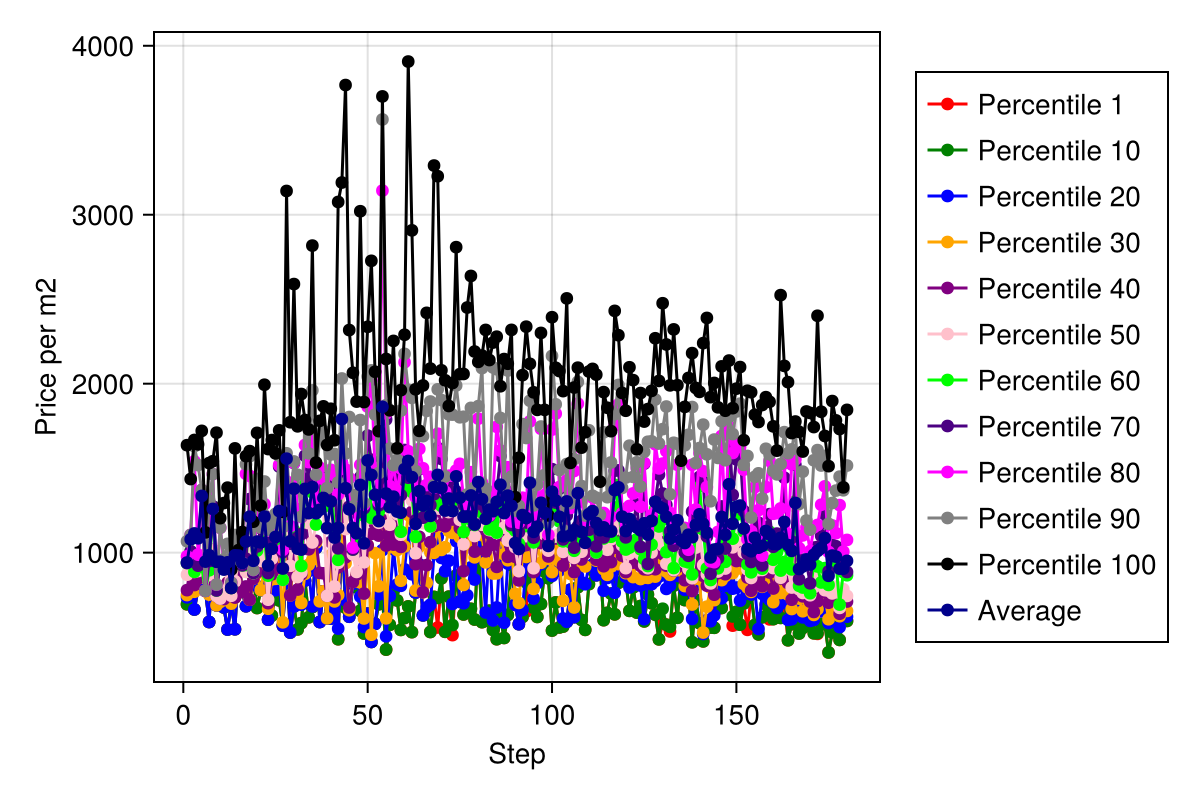 4000
3000
2000
1000
Price per m2
0
50
100
150
Step
Percentile 1
Percentile 10
Percentile 20
Percentile 30
Percentile 40
Percentile 50
Percentile 60
Percentile 70
Percentile 80
Percentile 90
Percentile 100
Average